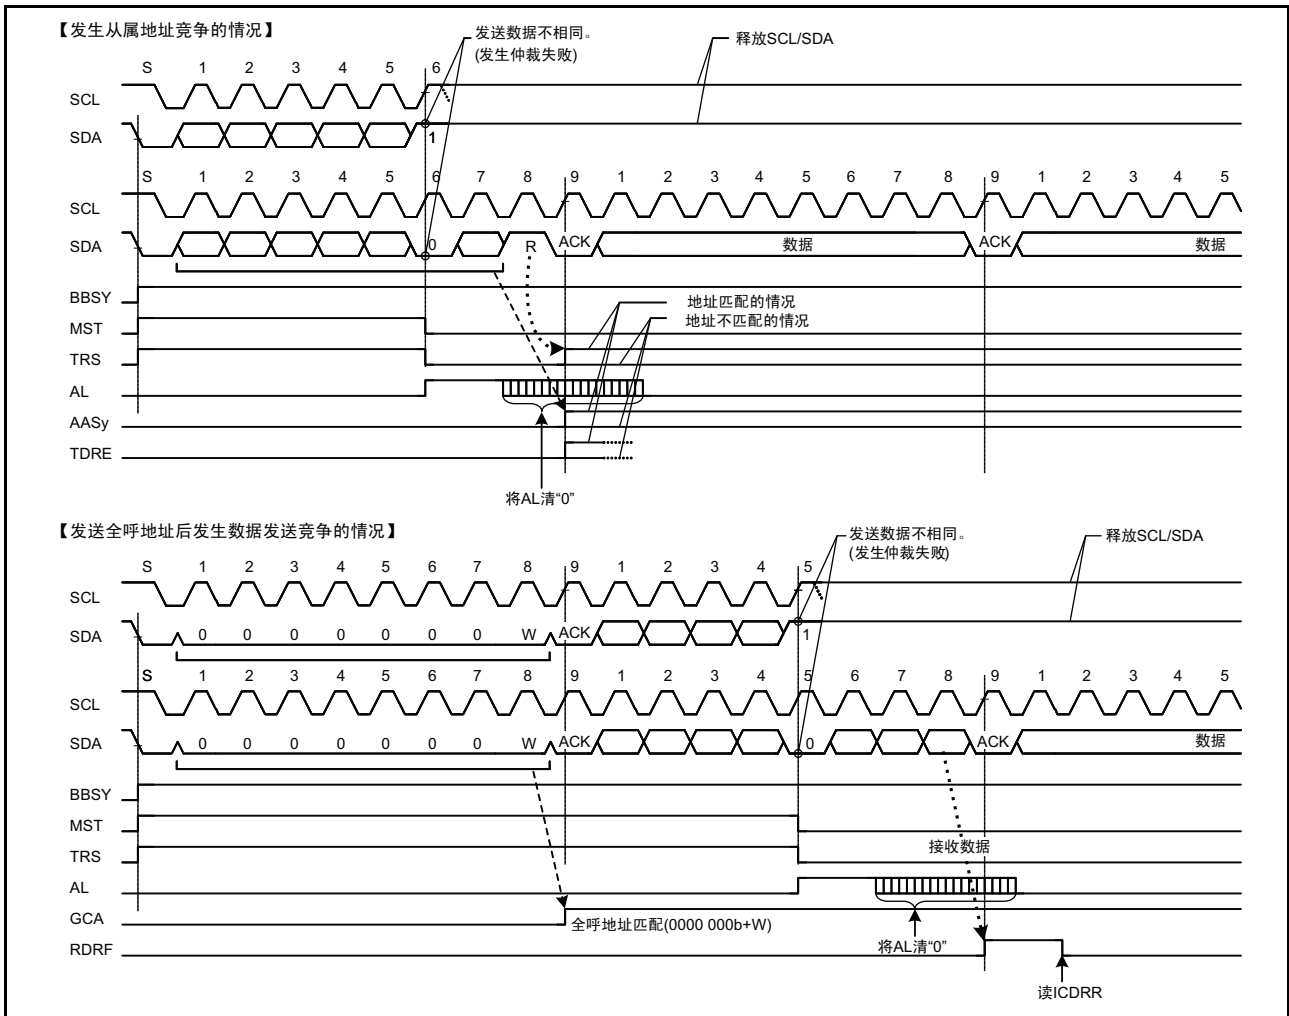 【发生从属地址竞争的情况】
发送数据不相同。
(发生仲裁失败)
释放SCL/SDA
S 1 2 3 4 5 6
SCL
SDA 1
S 1 2 3 4 5 6 7 8 9 1 2 3 4 5 6 7 8 9 1 2 3 4 5
SCL
SDA 0 R ACK 数据 ACK 数据
BBSY
地址匹配的情况
MST
地址不匹配的情况
TRS
AL
AASy
TDRE
将AL清“0”
【发送全呼地址后发生数据发送竞争的情况】
发送数据不相同。
(发生仲裁失败)
释放SCL/SDA
S 1 2 3 4 5 6 7 8 9 1 2 3 4 5
SCL
SDA 0 0 0 0 0 0 0 W ACK 1
S 1 2 3 4 5 6 7 8 9 1 2 3 4 5 6 7 8 9 1 2 3 4 5
SCL
SDA 0 0 0 0 0 0 0 W ACK 0 ACK 数据
BBSY
MST
TRS
接收数据
AL
GCA
全呼地址匹配(0000 000b+W)
将AL清“0”
RDRF
读ICDRR